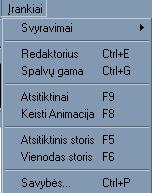 Įrankiai
Svyravimai
Redaktorius Ctrl+E
Spalvų gama Ctrl+G
Atsitiktinai F9
Keisti Animacija F8
Atsitiktinis storis F5
Vienodas storis F6
Savybės... Ctrl+P